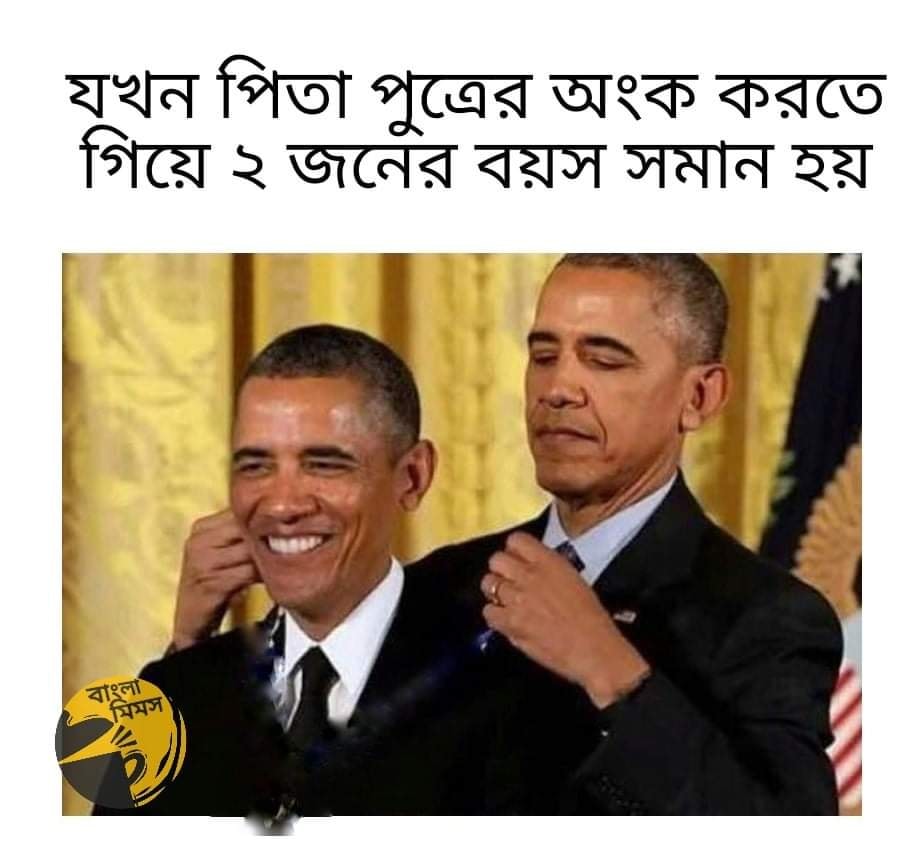 যখন পিতা পুত্রের অংক করতে
গিয়ে ২ জনের বয়স সমান হয়
বাংলা
মিমস